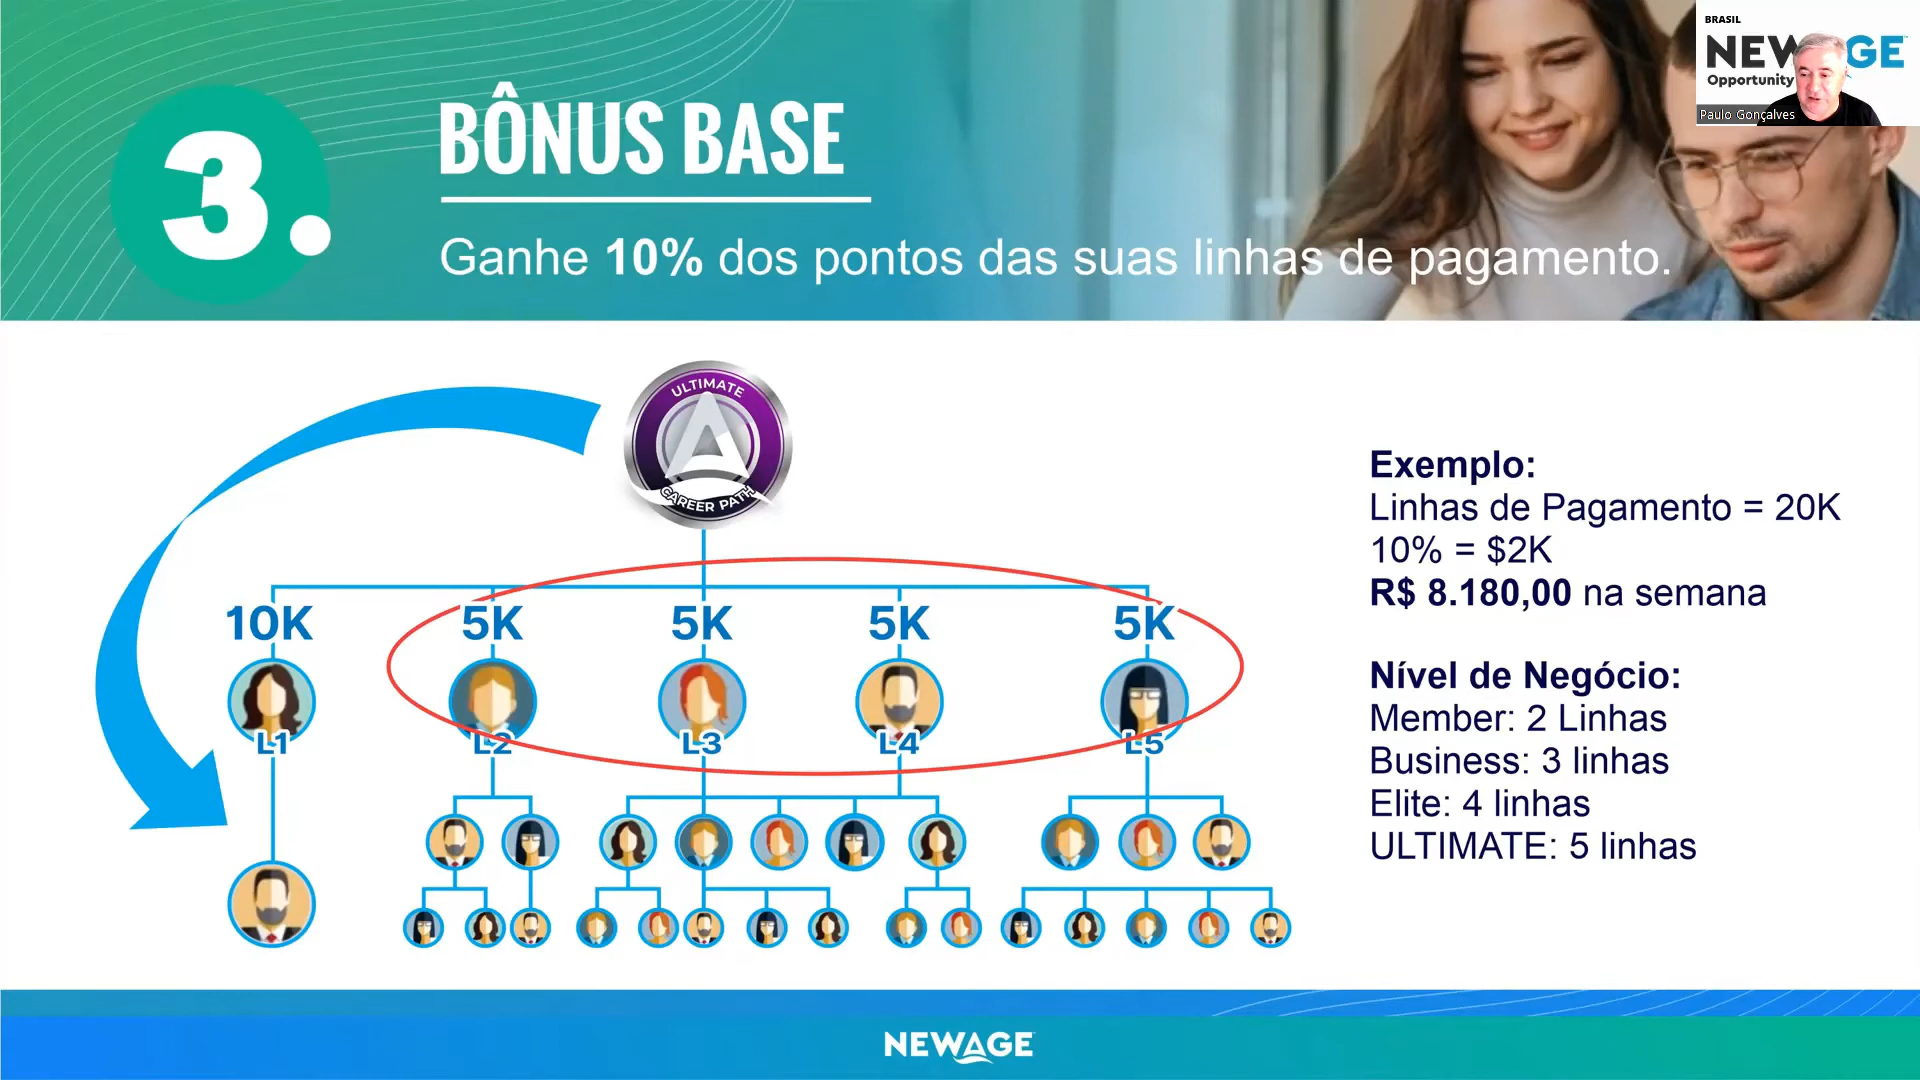 BRASIL
NEWAGE
Opportunity
Paulo Gonçalves
3.
BÔNUS BASE
Ganhe 10% dos pontos das suas linhas de pagamento.
ULTIMATE
CAREER PATH
10K
5K
5K
5K
5K
L1
L2
L3
L4
L5
Exemplo:
Linhas de Pagamento = 20K
10% = $2K
R$ 8.180,00 na semana
Nível de Negócio:
Member: 2 Linhas
Business: 3 linhas
Elite: 4 linhas
ULTIMATE: 5 linhas
NEWAGE